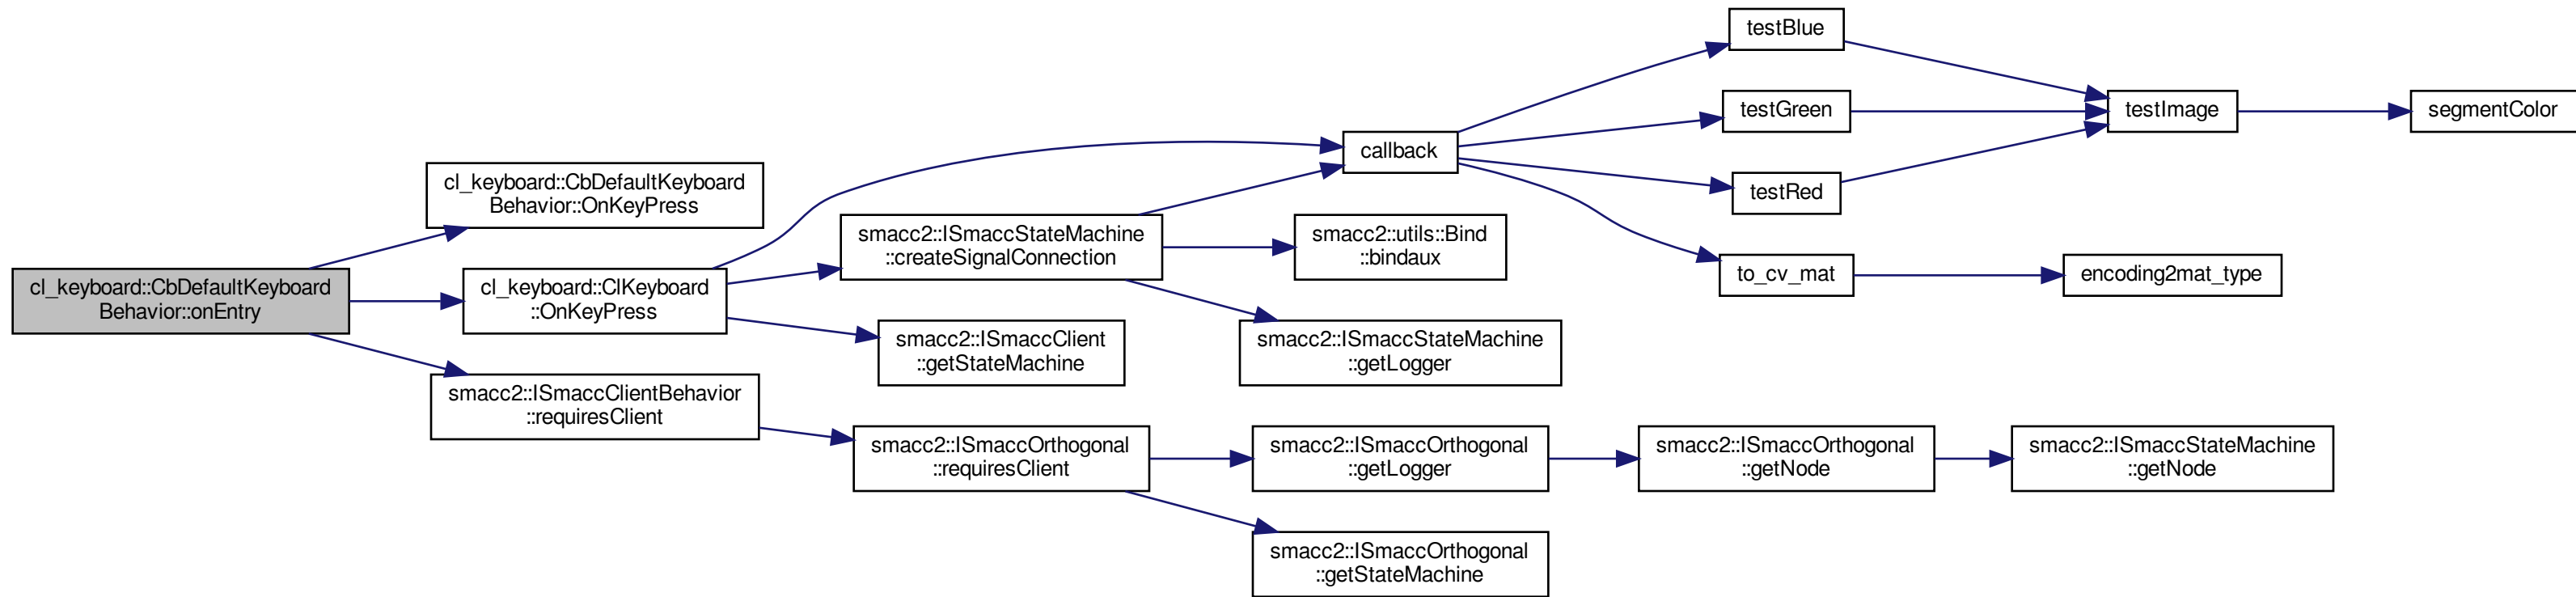 cl_keyboard::CbDefaultKeyboard
Behavior::onEntry
cl_keyboard::CbDefaultKeyboard
Behavior::OnKeyPress
cl_keyboard::ClKeyboard
::OnKeyPress
smacc2::ISmaccClientBehavior
::requiresClient
smacc2::ISmaccStateMachine
::createSignalConnection
smacc2::ISmaccClient
::getStateMachine
smacc2::ISmaccOrthogonal
::requiresClient
callback
smacc2::utils::Bind
::bindaux
smacc2::ISmaccStateMachine
::getLogger
smacc2::ISmaccOrthogonal
::getLogger
smacc2::ISmaccOrthogonal
::getStateMachine
testBlue
testGreen
testRed
to_cv_mat
smacc2::ISmaccOrthogonal
::getNode
testImage
encoding2mat_type
smacc2::ISmaccStateMachine
::getNode
segmentColor